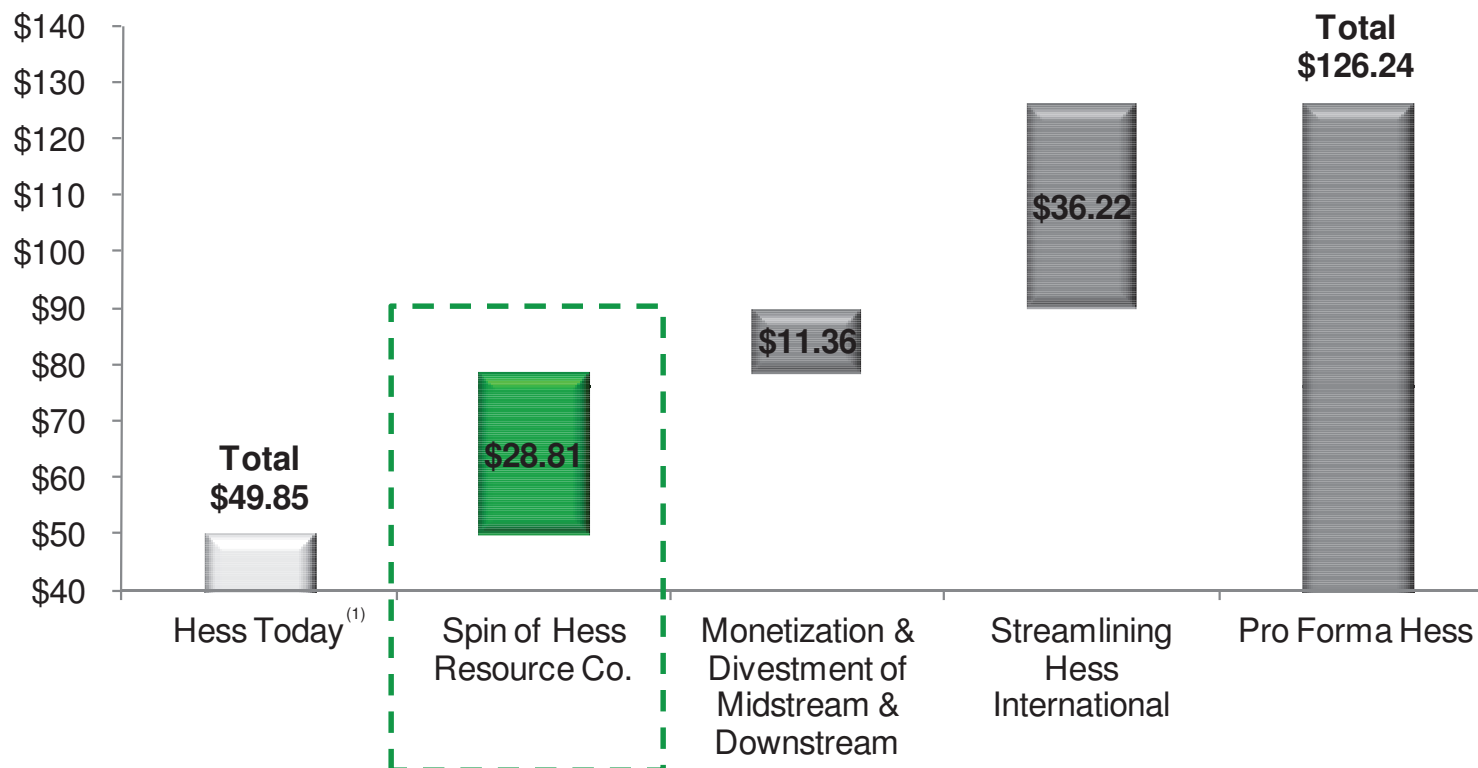 $140
$130
$120
$110
$100
$90
$80
$70
$60
$50
$40
Total
$49.85
$28.81
$11.36
$36.22
Total
$126.24
Hess Today (1)
Spin of Hess
Resource Co.
Monetization &
Divestment of
Midstream &
Downstream
Streamlining
Hess
International
Pro Forma Hess